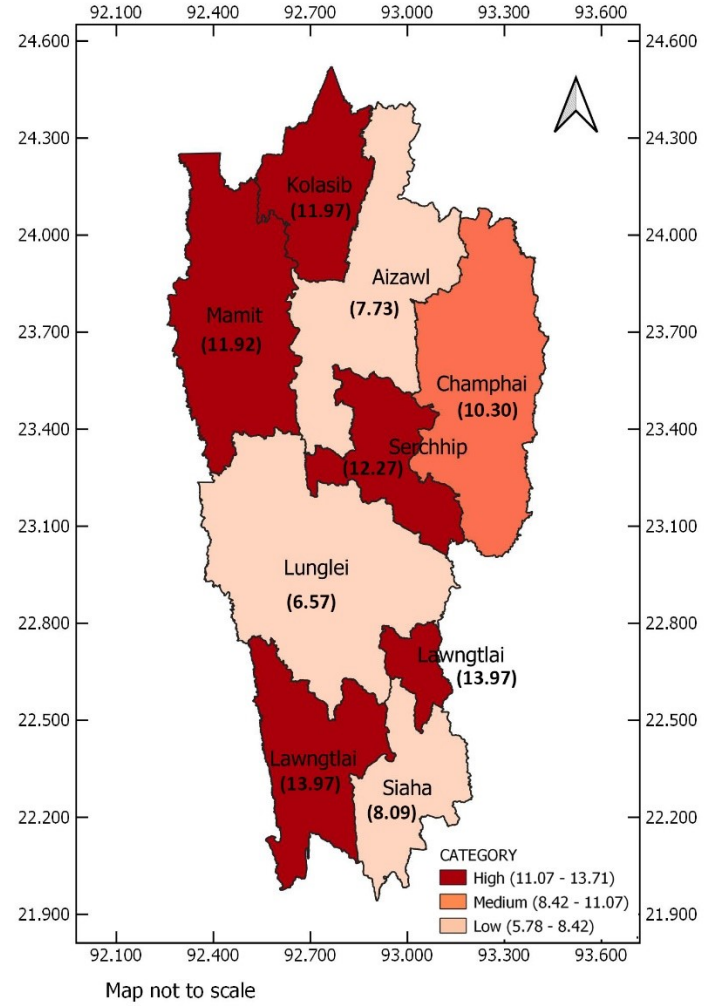 92.100 92.400 92.700 93.000 93.300 93.600
24.600 24.600
24.300 24.300
Kolasib
(11.97)
24.000 24.000
Aizawl
(7.73)
Mamit
(11.92)
23.700 23.700
Champhai
(10.30)
23.400 23.400
Serchhip
(12.27)
23.100 23.100
Lunglei
(6.57)
22.800 22.800
Lawngtlai
(13.97)
22.500 22.500
Lawngtlai
(13.97)
Siaha
(8.09)
22.200 22.200
CATEGORY
High (11.07 - 13.71)
Medium (8.42 - 11.07)
Low (5.78 - 8.42)
21.900 21.900
92.100 92.400 92.700 93.000 93.300 93.600
Map not to scale